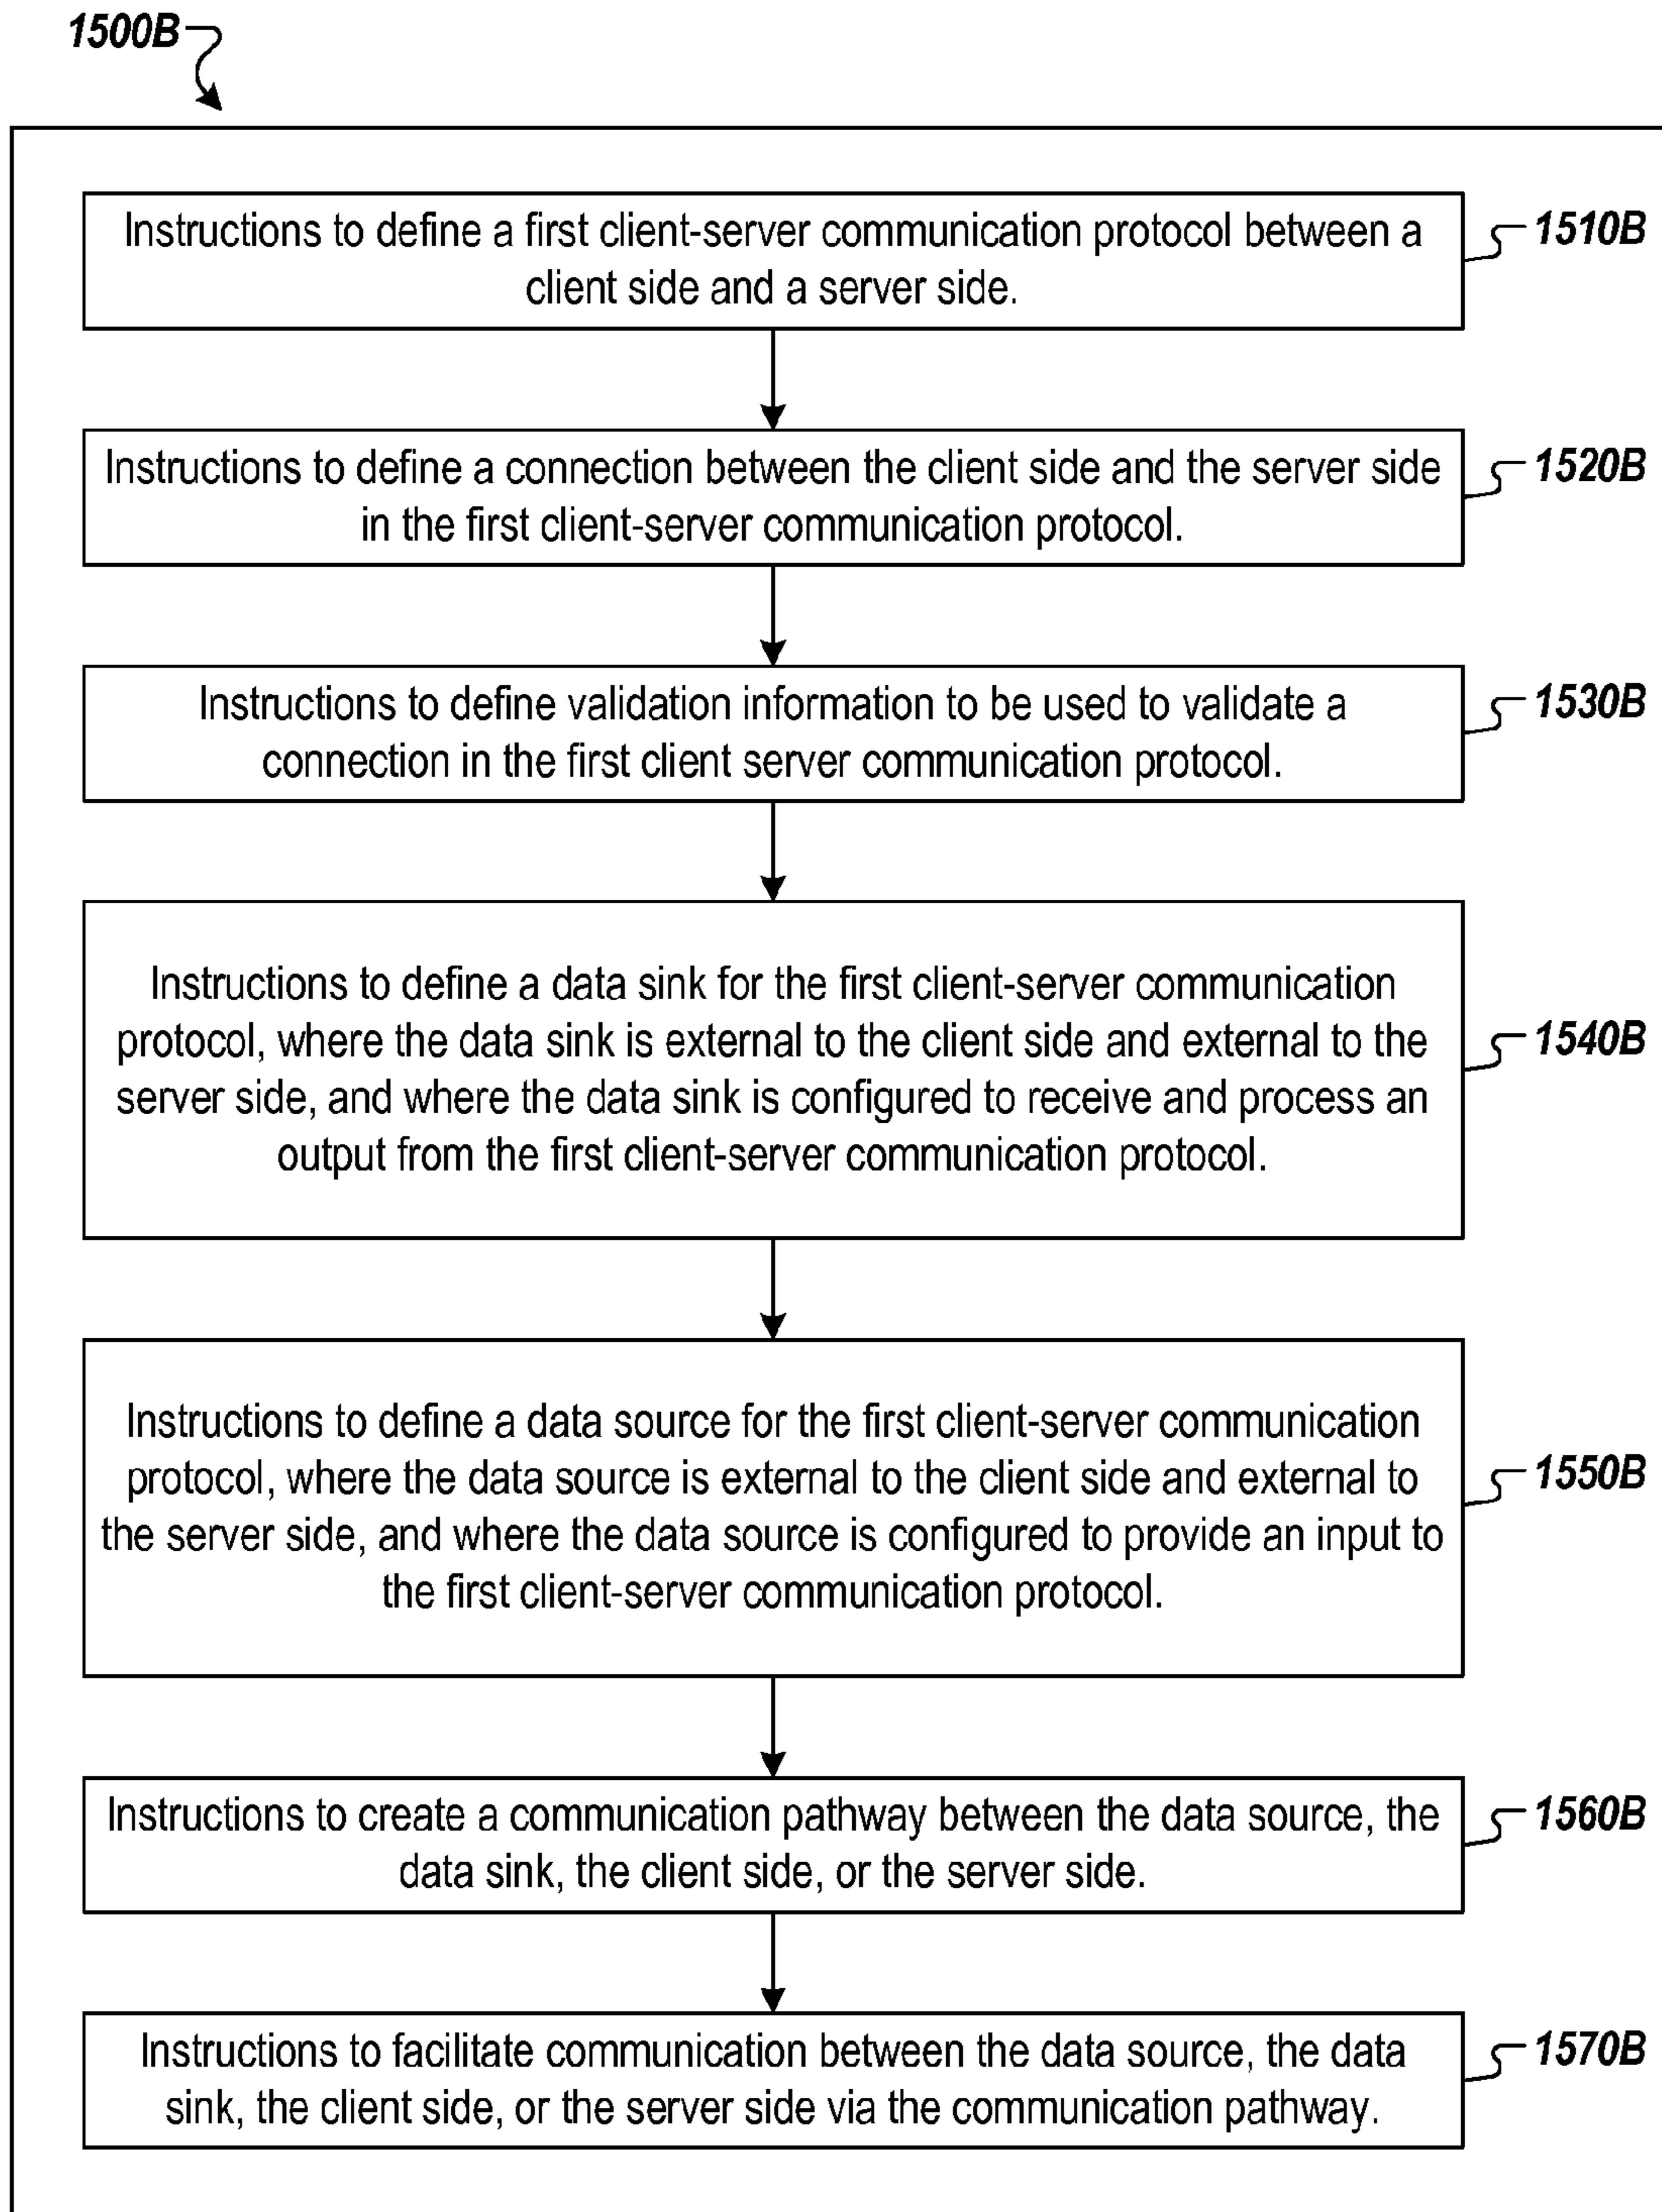 1500B
Instructions to define a first client-server communication protocol between a
client side and a server side.
1510B
Instructions to define a connection between the client side and the server side
in the first client-server communication protocol.
1520B
Instructions to define validation information to be used to validate a
connection in the first client server communication protocol.
1530B
Instructions to define a data sink for the first client-server communication
protocol, where the data sink is external to the client side and external to the
server side, and where the data sink is configured to receive and process an
output from the first client-server communication protocol.
1540B
Instructions to define a data source for the first client-server communication
protocol, where the data source is external to the client side and external to
the server side, and where the data source is configured to provide an input to
the first client-server communication protocol.
1550B
Instructions to create a communication pathway between the data source, the
data sink, the client side, or the server side.
1560B
Instructions to facilitate communication between the data source, the data
sink, the client side, or the server side via the communication pathway.
1570B